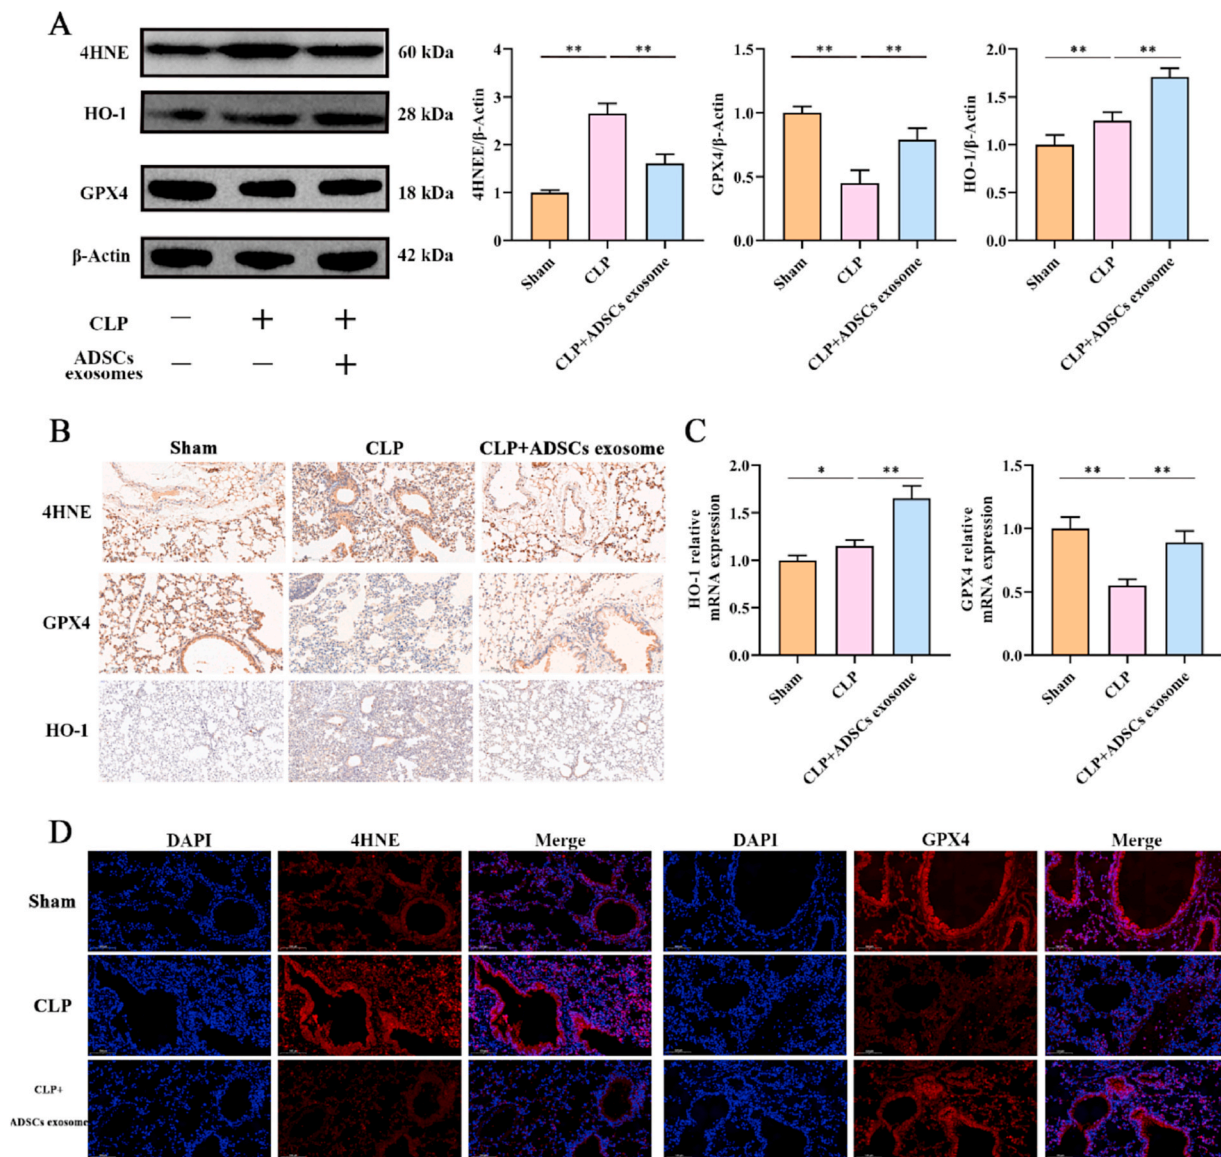 A
4HNE
60 kDa
HO-1
28 kDa
GPX4
18 kDa
β-Actin
42 kDa
CLP
— + +
ADSCs
exosomes
— — +
4HNEE/β-Actin
4
3
2
1
0
** **
Sham
CLP
CLP+ADSCs exosome
GPX4/β-Actin
1.5
1.0
0.5
0.0
** **
Sham
CLP
CLP+ADSCs exosome
HO-1/β-Actin
2.0
1.5
1.0
0.5
0.0
** **
Sham
CLP
CLP+ADSCs exosome
B
Sham CLP CLP+ADSCs exosome
4HNE
GPX4
HO-1
C
HO-1 relative
mRNA expression
2.0
1.5
1.0
0.5
0.0
* **
Sham
CLP
CLP+ADSCs exosome
GPX4 relative
mRNA expression
1.5
1.0
0.5
0.0
** **
Sham
CLP
CLP+ADSCs exosome
D
DAPI 4HNE Merge DAPI GPX4 Merge
Sham
CLP
CLP+
ADSCs exosome